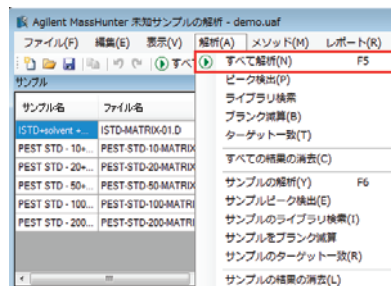 Agilent MassHunter 未知サンプルの解析 - demo.uaf
ファイル(F) 編集(E) 表示(V) 解析(A) メソッド(M) レポート(R)
すべて
すべて解析(N) F5
サンプル
ピーク検出(P)
ライブラリ検索
ブランク減算(B)
ターゲット一致(T)
すべての結果の消去(C)
サンプルの解析(Y) F6
サンプルピーク検出(E)
サンプルのライブラリ検索(I)
サンプルをブランク減算
サンプルのターゲット一致(R)
サンプルの結果の消去(L)
サンプル名 ファイル名
ISTD+solvent +... ISTD-MATRIX-01.D
PEST STD - 10+... PEST-STD-10-MATRIX
PEST STD - 20+... PEST-STD-20-MATRIX
PEST STD - 50+... PEST-STD-50-MATRIX
PEST STD - 100... PEST-STD-100-MATRI
PEST STD - 200... PEST-STD-200-MATRI